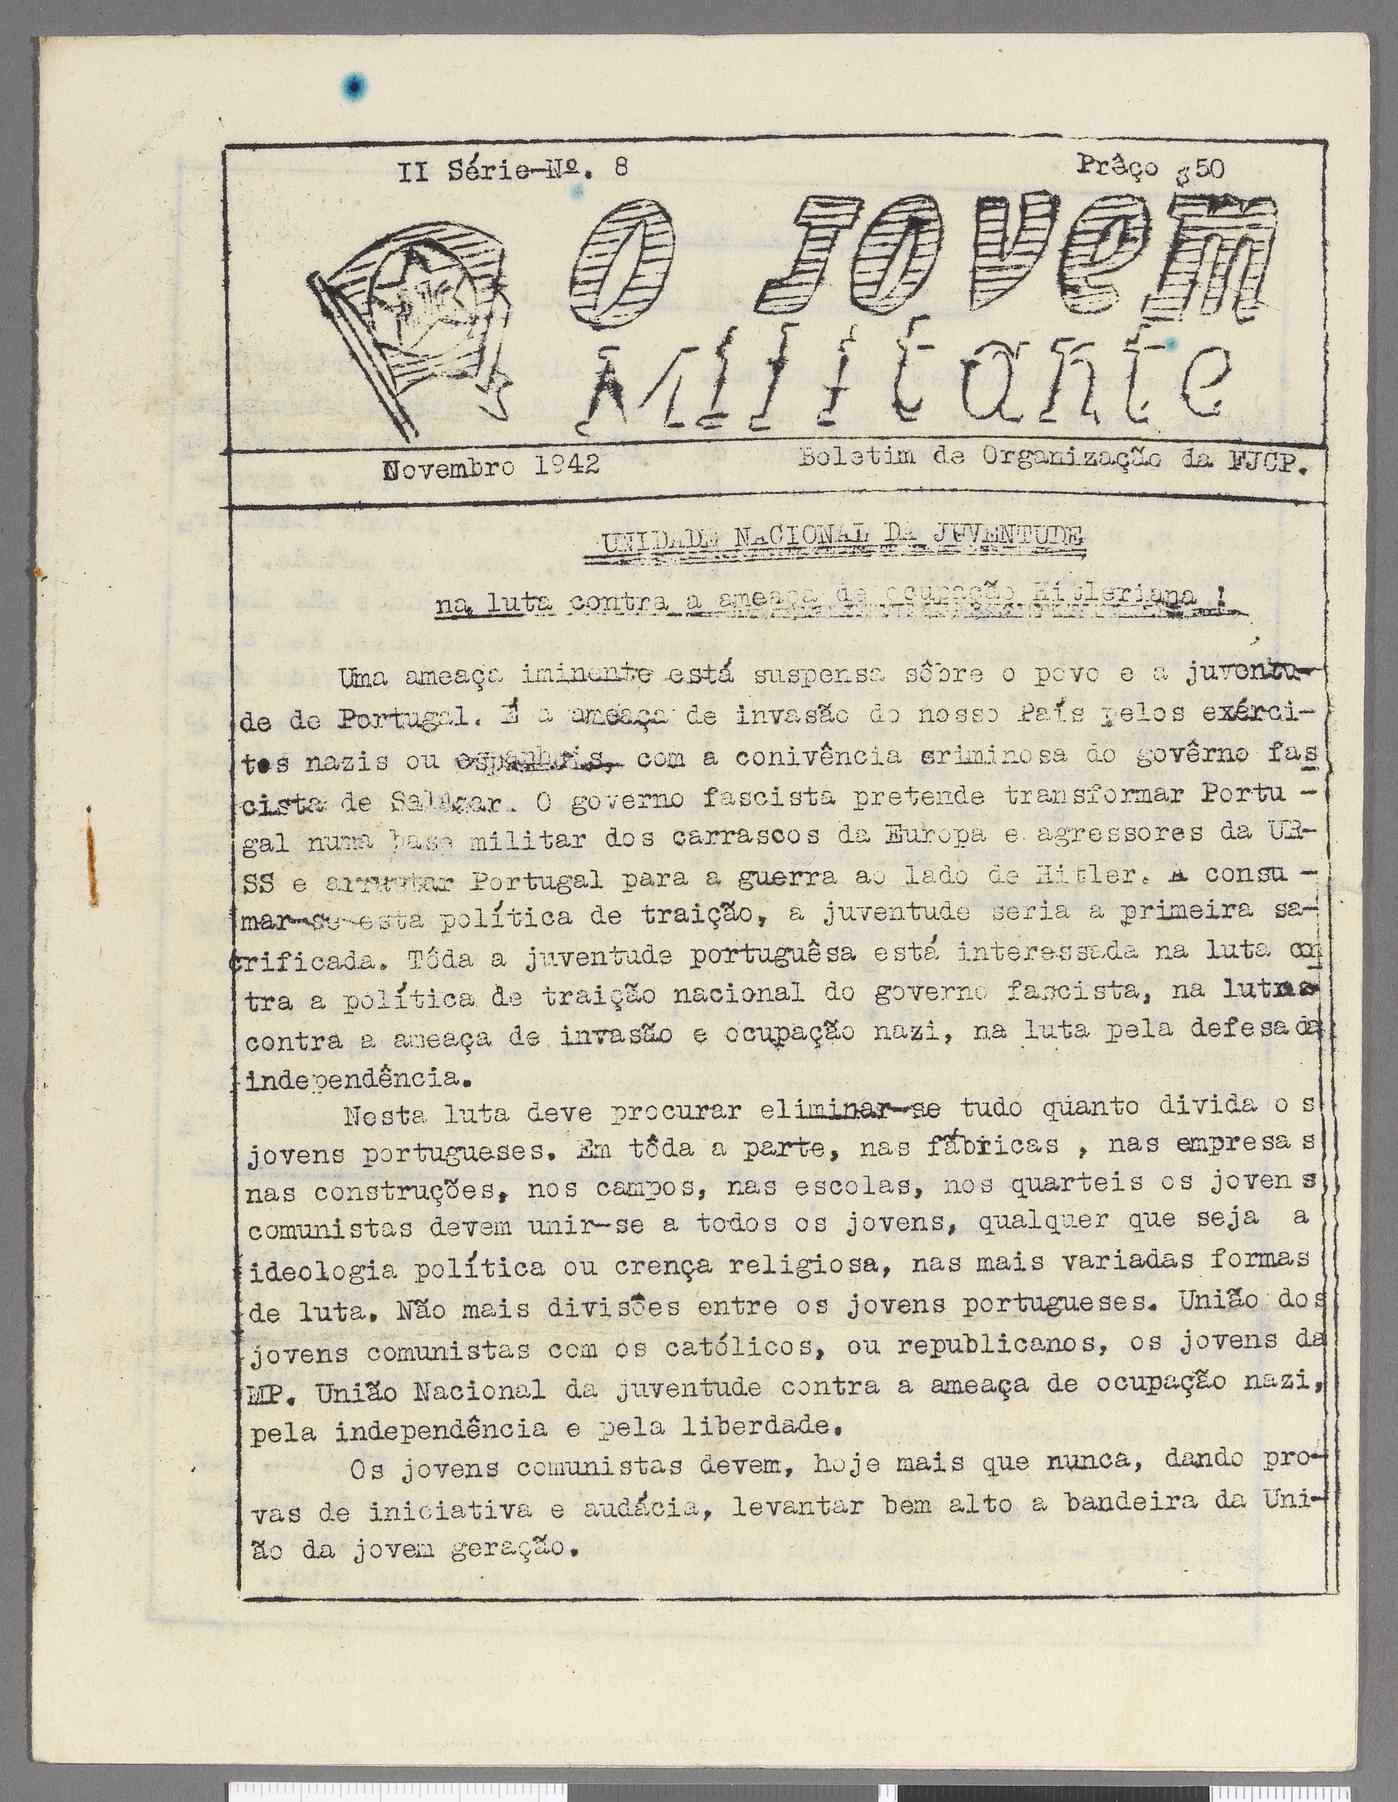 II Série-Nº. 8
Prêço $50
O JOVEM
Militante
Novembro 1942
Boletim de Organização da FJCP.
UNIDADE NACIONAL DA JUVENTUDE
na luta contra a ameaça de ocupação Hitleriana !
Uma ameaça iminente está suspensa sôbre o povo e a juventu-
de de Portugal. É a ameaça de invasão do nosso País pelos exérci-
tos nazis ou espanhois, com a conivência criminosa do govêrno fas
cista de Salazar. O governo fascista pretende transformar Portu -
gal numa base militar dos carrascos da Europa e agressores da UR-
SS e arrastar Portugal para a guerra ao lado de Hitler. A consu -
mar-se esta política de traição, a juventude seria a primeira sa-
crificada. Tôda a juventude portuguêsa está interessada na luta con
tra a política de traição nacional do governo fascista, na luta
contra a ameaça de invasão e ocupação nazi, na luta pela defesa da
independência.
Nesta luta deve procurar eliminar-se tudo quanto divida o s
jovens portugueses. Em tôda a parte, nas fábricas , nas empresa s
nas construções, nos campos, nas escolas, nos quarteis os joven s
comunistas devem unir-se a todos os jovens, qualquer que seja a
ideologia política ou crença religiosa, nas mais variadas formas
de luta. Não mais divisões entre os jovens portugueses. União dos
jovens comunistas com os católicos, ou republicanos, os jovens da
MP. União Nacional da juventude contra a ameaça de ocupação nazi,
pela independência e pela liberdade.
Os jovens comunistas devem, hoje mais que nunca, dando pro-
vas de iniciativa e audácia, levantar bem alto a bandeira da Uni-
ão da jovem geração.